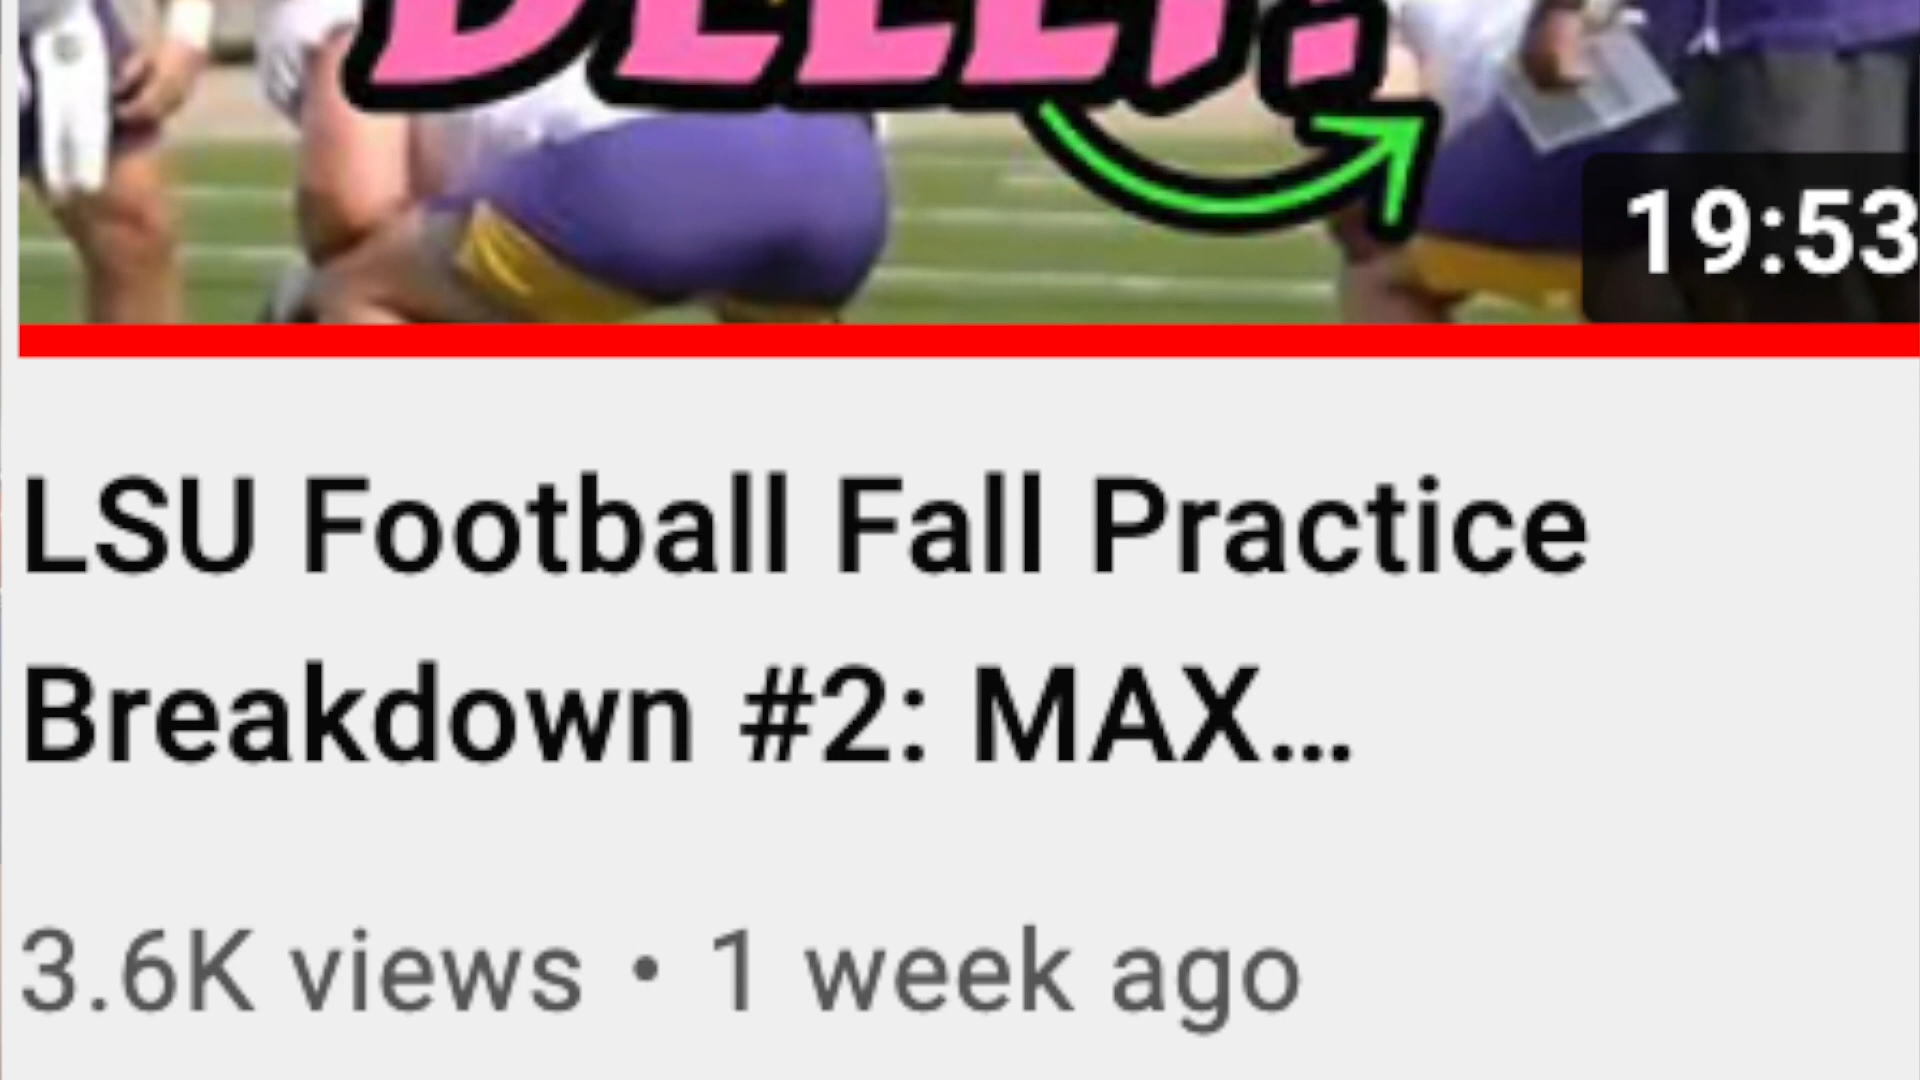 19:53
LSU Football Fall Practice
Breakdown #2: MAX...
3.6K views • 1 week ago